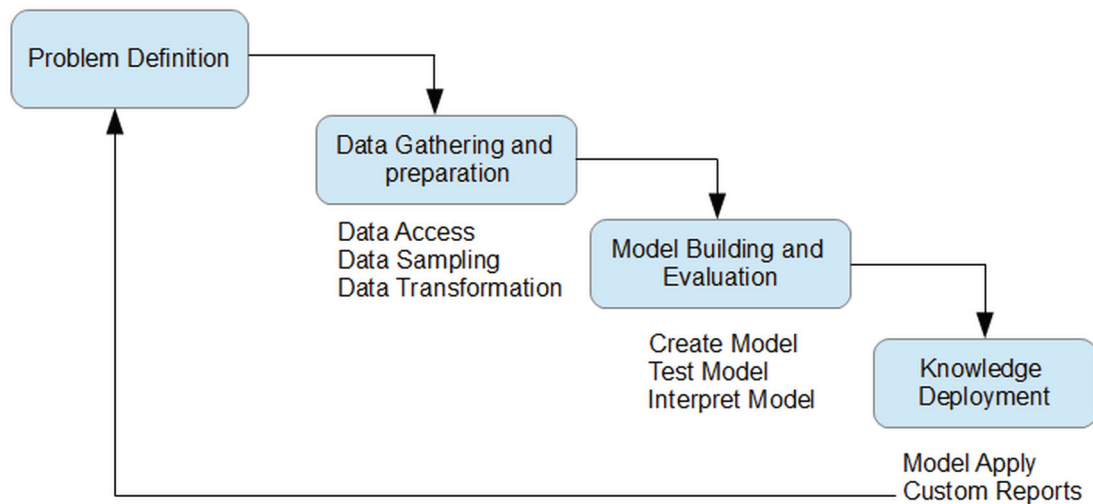 Problem Definition
Data Gathering and
preparation
Data Access
Data Sampling
Data Transformation
Model Building and
Evaluation
Create Model
Test Model
Interpret Model
Knowledge
Deployment
Model Apply
Custom Reports